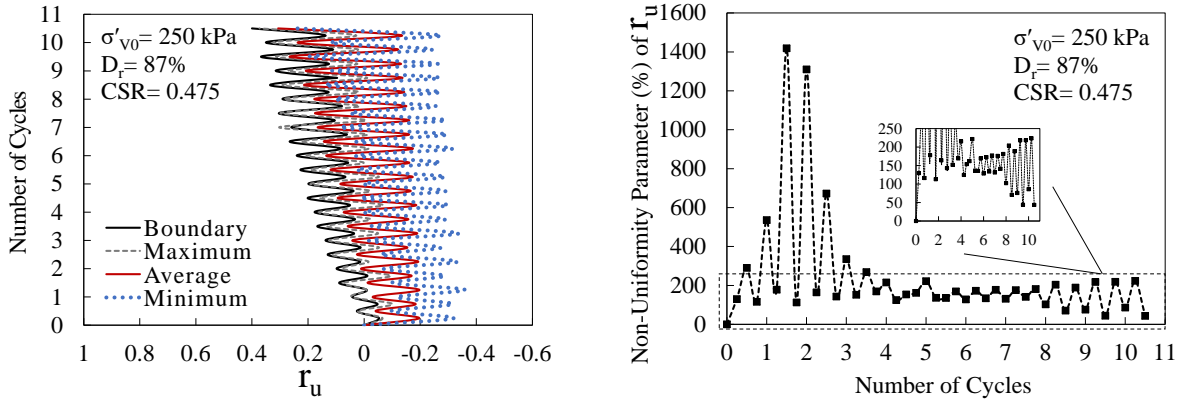 11
10
9
8
7
6
5
4
3
2
1
0
Number of Cycles
σ'V0= 250 kPa
Dr= 87%
CSR= 0.475
Boundary
Maximum
Average
Minimum
1 0.8 0.6 0.4 0.2 0 -0.2 -0.4 -0.6
ru
Non-Uniformity Parameter (%) of ru
1600
1400
1200
1000
800
600
400
200
0
σ'V0= 250 kPa
Dr= 87%
CSR= 0.475
250
200
150
100
50
0
0 2 4 6 8 10
0 1 2 3 4 5 6 7 8 9 10 11
Number of Cycles